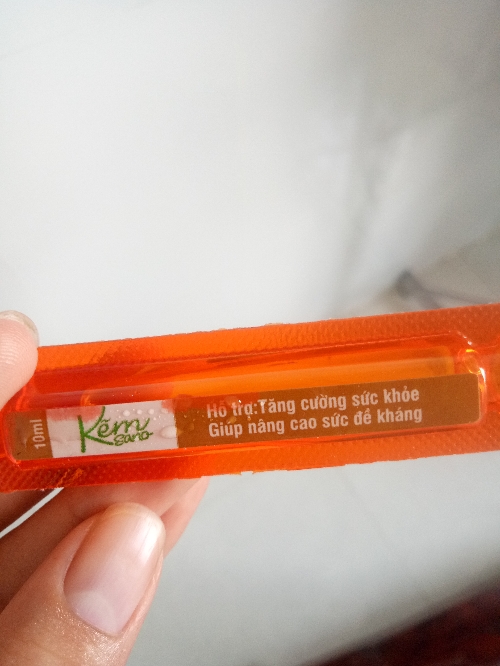 10ml
Kẽm
sano
Hỗ trợ:Tăng cường sức khỏe
Giúp nâng cao sức đề kháng